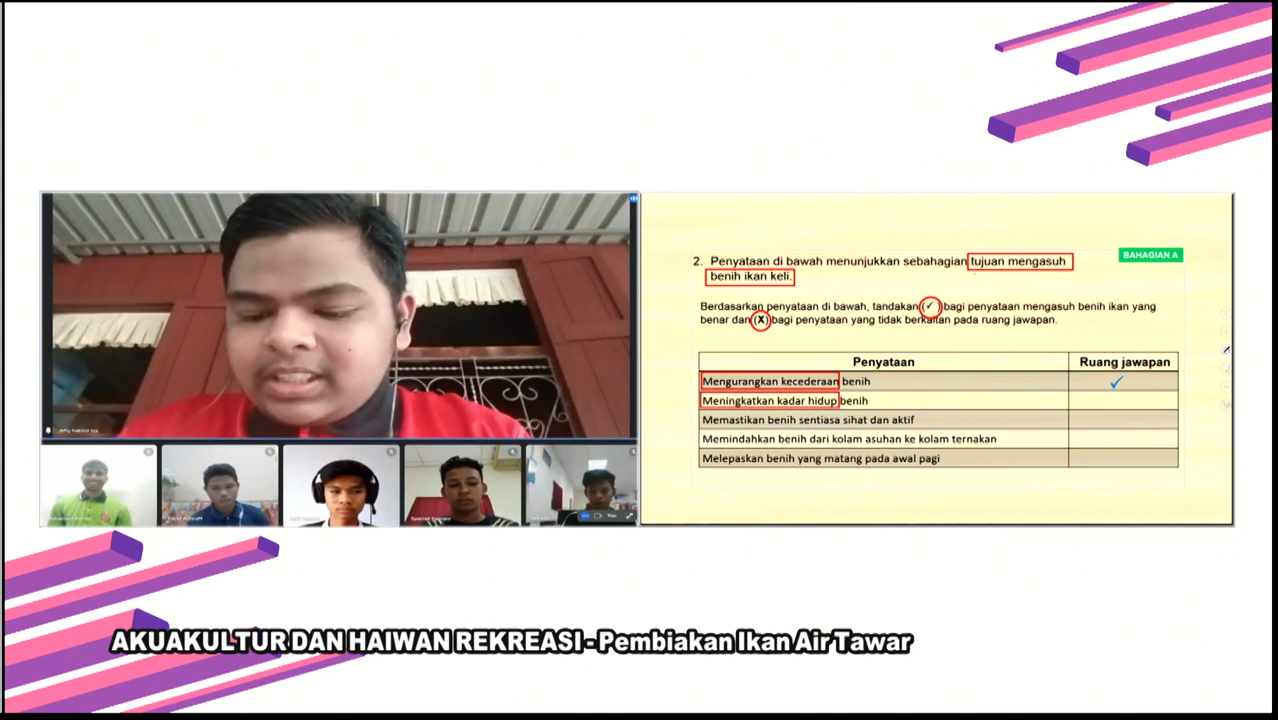 BAHAGIAN A
2. Penyataan di bawah menunjukkan sebahagian tujuan mengasuh
benih ikan keli.
Berdasarkan penyataan di bawah, tandakan (✓) bagi penyataan mengasuh benih ikan yang
benar dan (X) bagi penyataan yang tidak berkaitan pada ruang jawapan.
Penyataan Ruang jawapan
Mengurangkan kecederaan benih ✓
Meningkatkan kadar hidup benih
Memastikan benih sentiasa sihat dan aktif
Memindahkan benih dari kolam asuhan ke kolam ternakan
Melepaskan benih yang matang pada awal pagi
You
AKUAKULTUR DAN HAIWAN REKREASI - Pembiakan Ikan Air Tawar